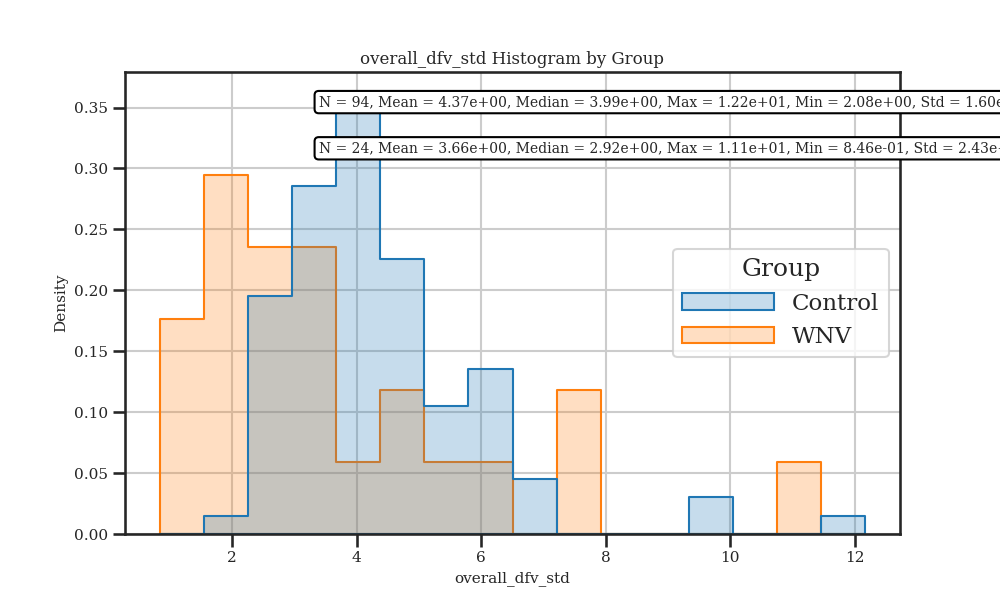 overall_dfv_std Histogram by Group
N = 94, Mean = 4.37e+00, Median = 3.99e+00, Max = 1.22e+01, Min = 2.08e+00, Std = 1.60e
N = 24, Mean = 3.66e+00, Median = 2.92e+00, Max = 1.11e+01, Min = 8.46e-01, Std = 2.43e-
0.35
0.30
0.25
0.20
0.15
0.10
0.05
0.00
Density
Group
Control
WNV
2 4 6 8 10 12
overall_dfv_std